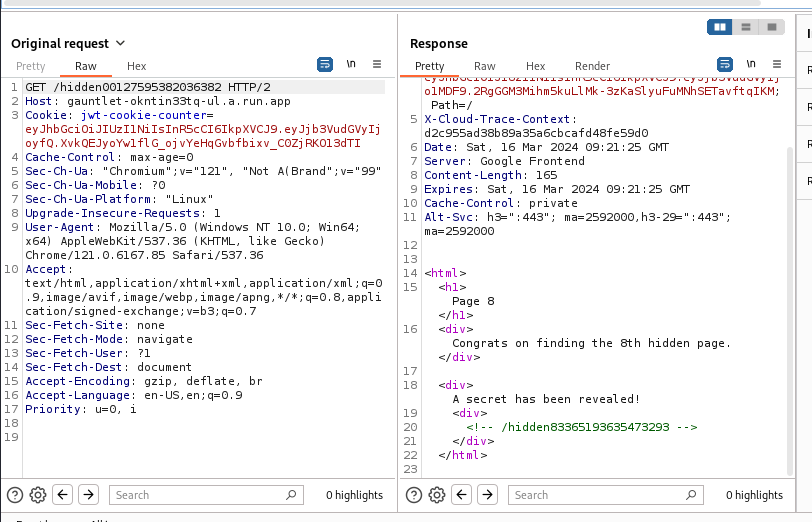 Original request
Pretty Raw Hex
\n
1 GET /hidden00127595382036382 HTTP/2
2 Host: gauntlet-okntin33tq-ul.a.run.app
3 Cookie: jwt-cookie-counter=
eyJhbGciOiJIUzI1NiIsInR5cCI6IkpXVCJ9.eyJjb3VudGVyIj
oyfQ.XvkQEJyoYw1flG_ojvYeHqGvbfbixv_C0ZjRKO13dTI
4 Cache-Control: max-age=0
5 Sec-Ch-Ua: "Chromium";v="121", "Not A(Brand";v="99"
6 Sec-Ch-Ua-Mobile: ?0
7 Sec-Ch-Ua-Platform: "Linux"
8 Upgrade-Insecure-Requests: 1
9 User-Agent: Mozilla/5.0 (Windows NT 10.0; Win64;
x64) AppleWebKit/537.36 (KHTML, like Gecko)
Chrome/121.0.6167.85 Safari/537.36
10 Accept:
text/html,application/xhtml+xml,application/xml;q=0
.9,image/avif,image/webp,image/apng,*/*;q=0.8,appli
cation/signed-exchange;v=b3;q=0.7
11 Sec-Fetch-Site: none
12 Sec-Fetch-Mode: navigate
13 Sec-Fetch-User: ?1
14 Sec-Fetch-Dest: document
15 Accept-Encoding: gzip, deflate, br
16 Accept-Language: en-US,en;q=0.9
17 Priority: u=0, i
18
19
Search
0 highlights
Response
Pretty Raw Hex Render
\n
o1MDF9.2RgGGM3Mihm5kuLlMk-3zKaSlyuFuMNhSETavftqIKM;
Path=/
5 X-Cloud-Trace-Context:
d2c955ad38b89a35a6cbcafd48fe59d0
6 Date: Sat, 16 Mar 2024 09:21:25 GMT
7 Server: Google Frontend
8 Content-Length: 165
9 Expires: Sat, 16 Mar 2024 09:21:25 GMT
10 Cache-Control: private
11 Alt-Svc: h3=":443"; ma=2592000,h3-29=":443";
ma=2592000
12
13
14 <html>
15 <h1>
Page 8
</h1>
16 <div>
Congrats on finding the 8th hidden page.
</div>
17
18 <div>
A secret has been revealed!
19 <div>
20 <!-- /hidden83365193635473293 -->
21 </div>
22 </html>
23
Search
0 highlights